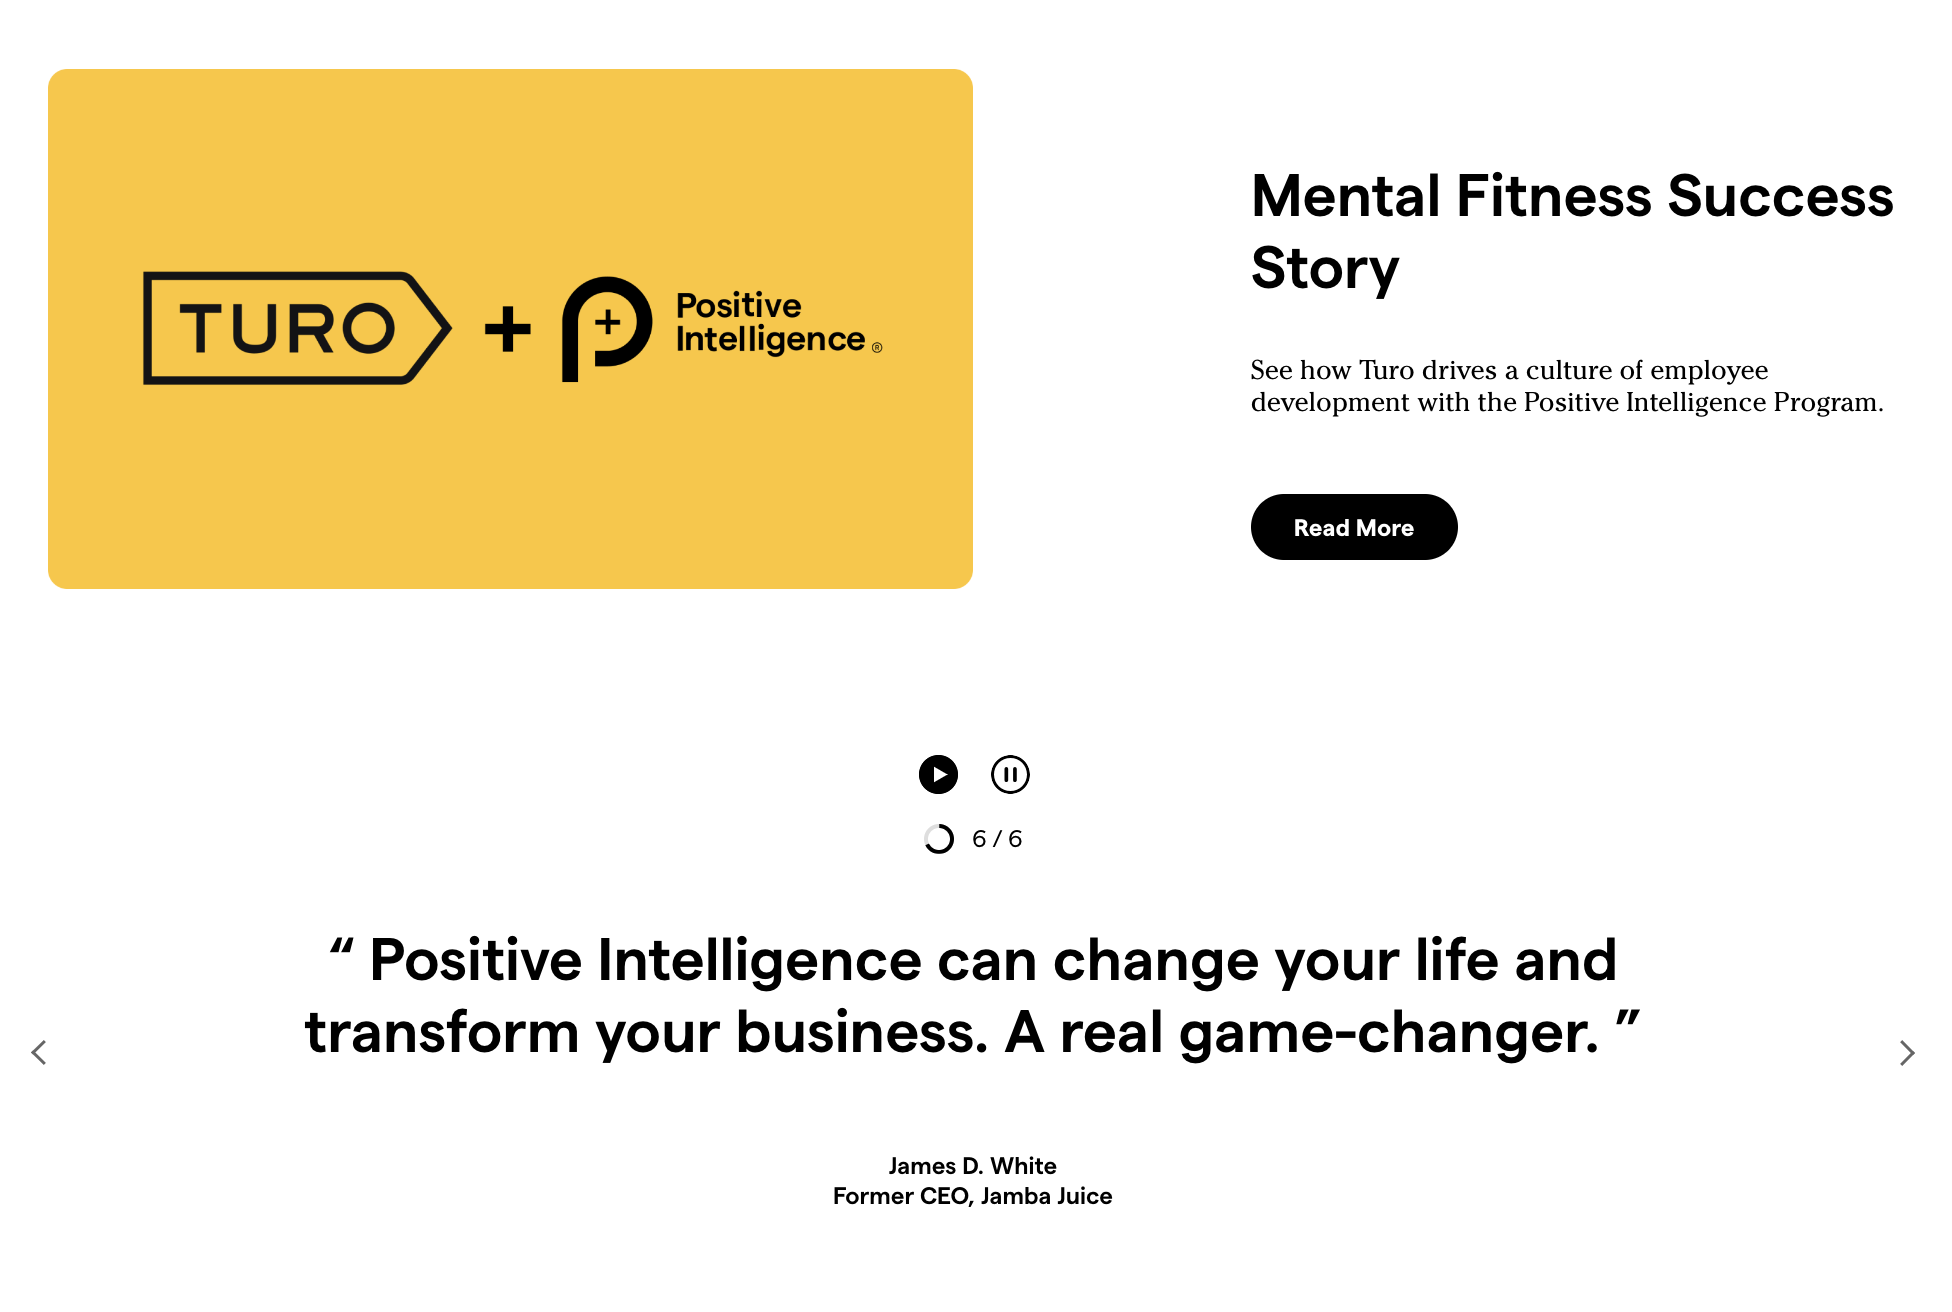 TURO
+
Positive
Intelligence®
Mental Fitness Success
Story
See how Turo drives a culture of employee
development with the Positive Intelligence Program.
Read More
6 / 6
“ Positive Intelligence can change your life and
transform your business. A real game-changer. ”
James D. White
Former CEO, Jamba Juice